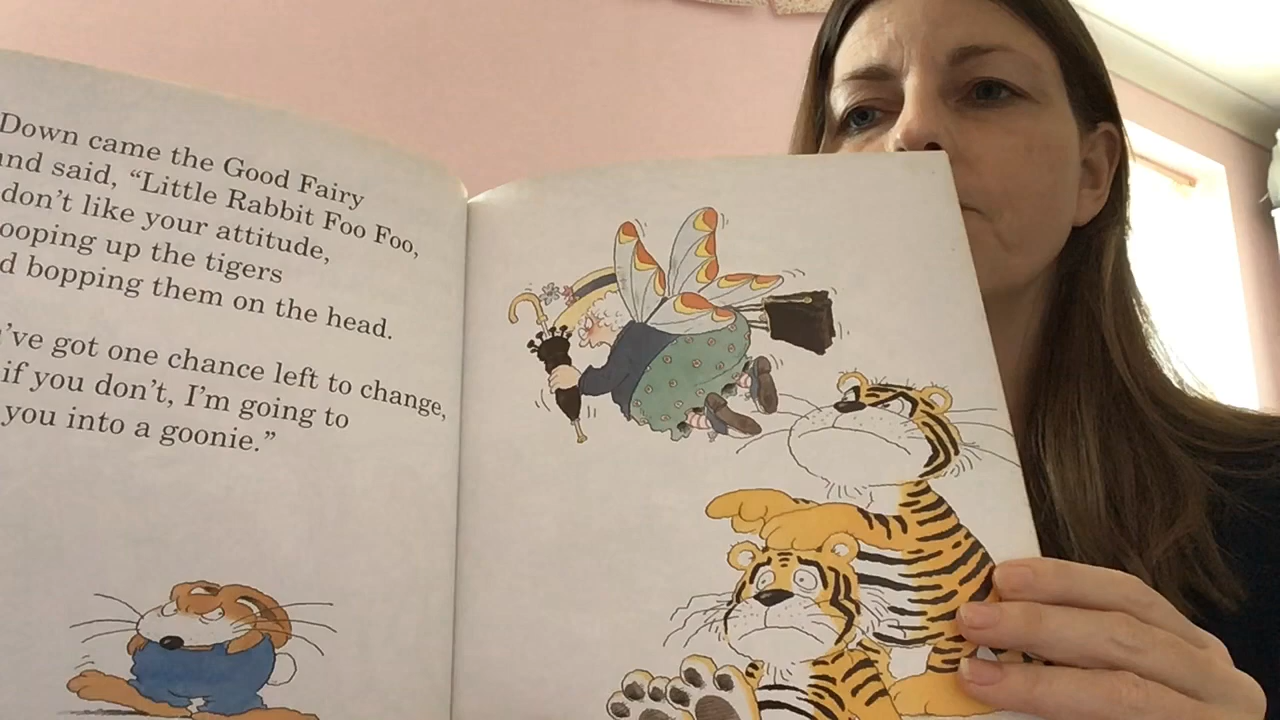 Down came the Good Fairy
and said, “Little Rabbit Foo Foo,
don’t like your attitude,
ooping up the tigers
d bopping them on the head.
’ve got one chance left to change,
if you don’t, I’m going to
you into a goonie.”